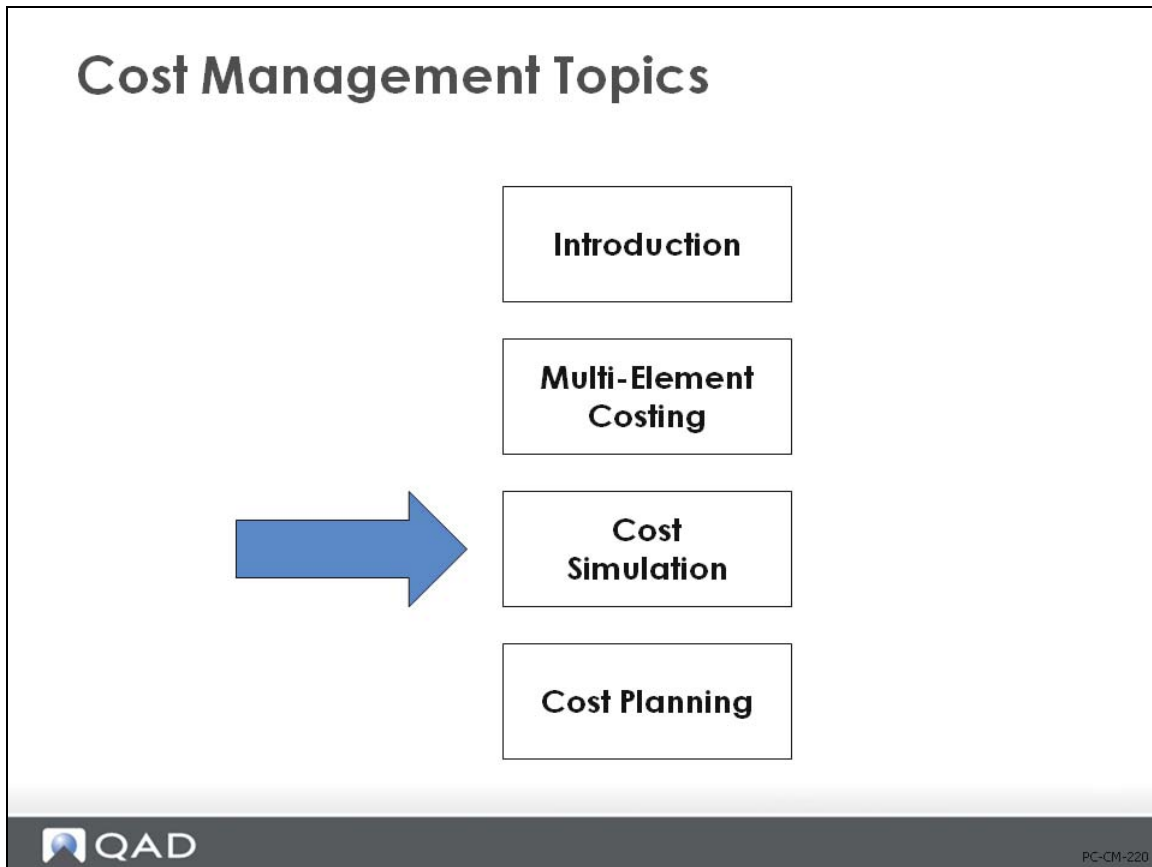 Cost Management Topics
Introduction
Multi-Element
Costing
Cost
Simulation
Cost Planning
QAD
PC-CM-220